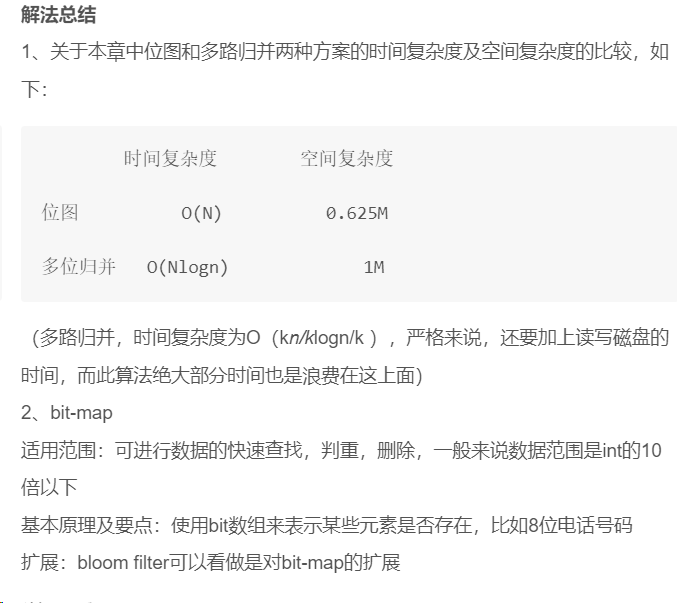 解法总结
1、关于本章中位图和多路归并两种方案的时间复杂度及空间复杂度的比较，如
下：
时间复杂度 空间复杂度
位图 O(N) 0.625M
多位归并 O(Nlogn) 1M
（多路归并，时间复杂度为O（kn/klogn/k ），严格来说，还要加上读写磁盘的
时间，而此算法绝大部分时间也是浪费在这上面）
2、bit-map
适用范围：可进行数据的快速查找，判重，删除，一般来说数据范围是int的10
倍以下
基本原理及要点：使用bit数组来表示某些元素是否存在，比如8位电话号码
扩展：bloom filter可以看做是对bit-map的扩展